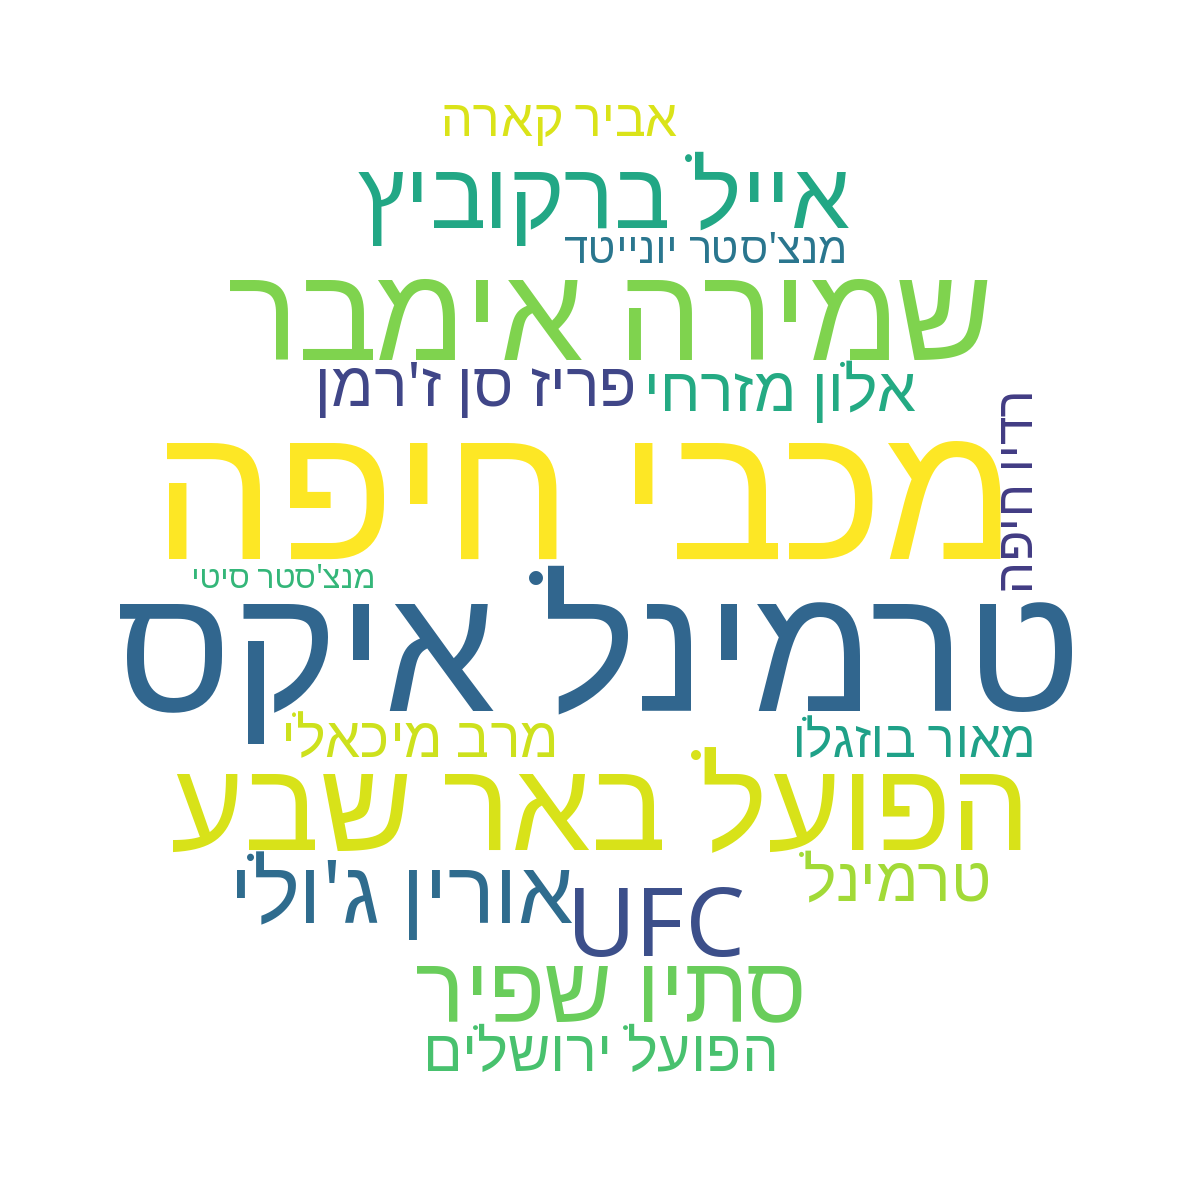 אביר קארה
אייל ברקוביץ
מנצ'סטר יונייטד
שמירה אימבר
פריז סן ז'רמן
אלון מזרחי
רדיו חיפה
מכבי חיפה
מנצ'סטר סיטי
טרמינל איקס
מרב מיכאלי
מאור בוזגלו
הפועל באר שבע
טרמינל
אורין ג'ולי
UFC
סתיו שפיר
הפועל ירושלים